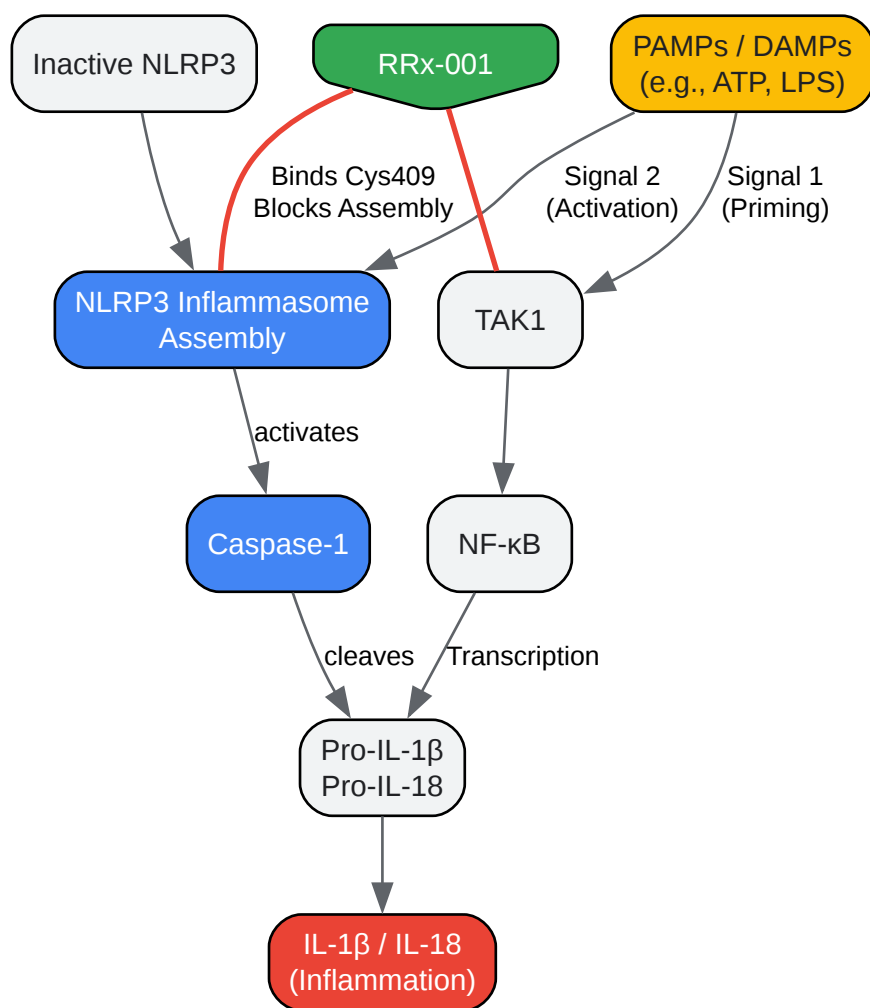 Inactive NLRP3
RRx-001
PAMPs / DAMPs
(e.g., ATP, LPS)
Binds Cys409
Blocks Assembly
Signal 2
(Activation)
Signal 1
(Priming)
NLRP3 Inflammasome
Assembly
TAK1
activates
Caspase-1
NF-κB
cleaves
Transcription
Pro-IL-1β
Pro-IL-18
IL-1β / IL-18
(Inflammation)